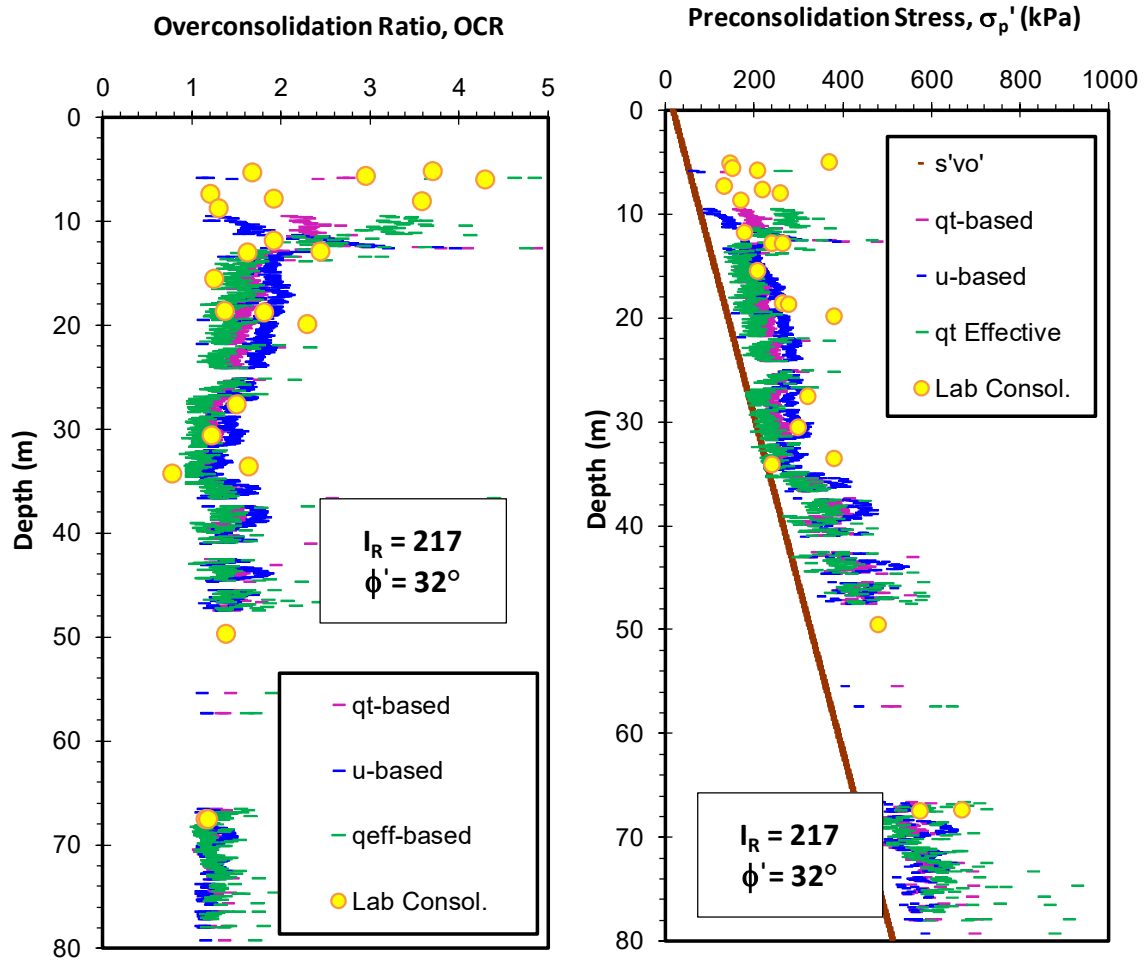 Overconsolidation Ratio, OCR
0 1 2 3 4 5
Depth (m)
0
10
20
30
40
50
60
70
80
I_R = 217
ϕ' = 32°
qt-based
u-based
qeff-based
Lab Consol.
Preconsolidation Stress, σ_p' (kPa)
0 200 400 600 800 1000
Depth (m)
0
10
20
30
40
50
60
70
80
s'vo'
qt-based
u-based
qt Effective
Lab Consol.
I_R = 217
ϕ' = 32°